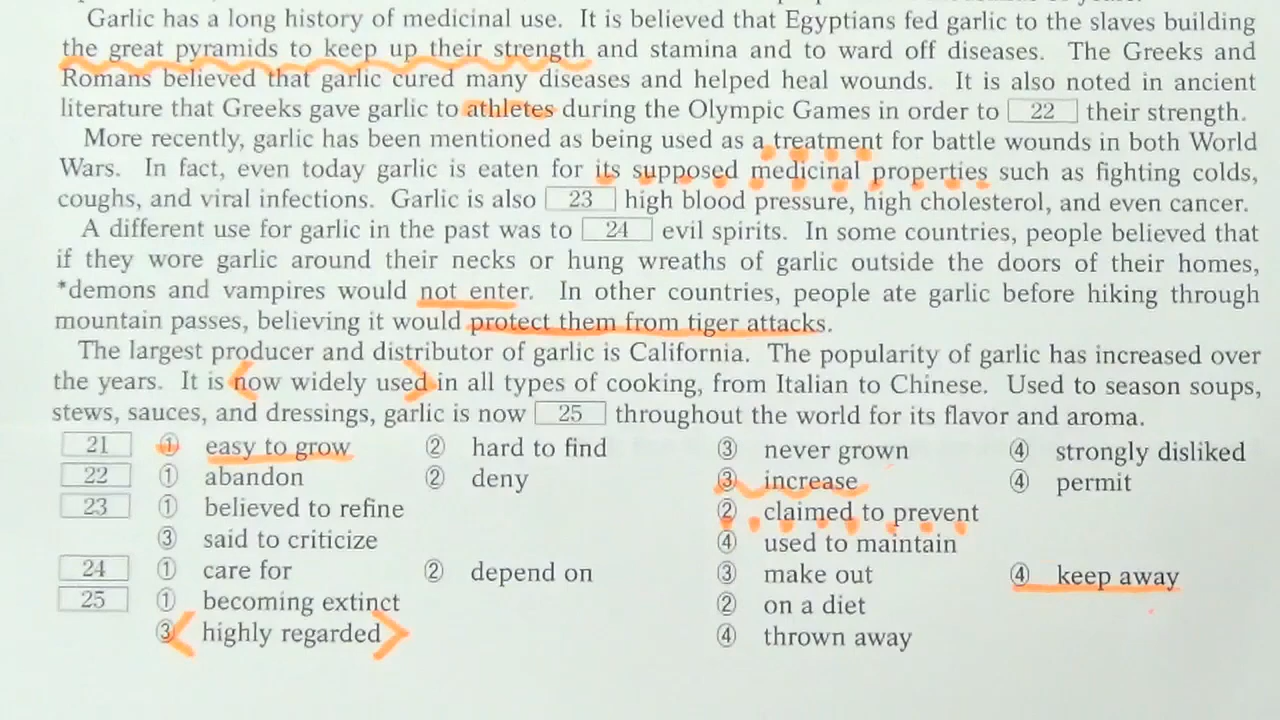 Garlic has a long history of medicinal use. It is believed that Egyptians fed garlic to the slaves building
the great pyramids to keep up their strength and stamina and to ward off diseases. The Greeks and
Romans believed that garlic cured many diseases and helped heal wounds. It is also noted in ancient
literature that Greeks gave garlic to athletes during the Olympic Games in order to 22 their strength.
More recently, garlic has been mentioned as being used as a treatment for battle wounds in both World
Wars. In fact, even today garlic is eaten for its supposed medicinal properties such as fighting colds,
coughs, and viral infections. Garlic is also 23 high blood pressure, high cholesterol, and even cancer.
A different use for garlic in the past was to 24 evil spirits. In some countries, people believed that
if they wore garlic around their necks or hung wreaths of garlic outside the doors of their homes,
*demons and vampires would not enter. In other countries, people ate garlic before hiking through
mountain passes, believing it would protect them from tiger attacks.
The largest producer and distributor of garlic is California. The popularity of garlic has increased over
the years. It is now widely used in all types of cooking, from Italian to Chinese. Used to season soups,
stews, sauces, and dressings, garlic is now 25 throughout the world for its flavor and aroma.
21 ① easy to grow ② hard to find ③ never grown ④ strongly disliked
22 ① abandon ② deny ③ increase ④ permit
23 ① believed to refine ② claimed to prevent
③ said to criticize ④ used to maintain
24 ① care for ② depend on ③ make out ④ keep away
25 ① becoming extinct ② on a diet
③ highly regarded ④ thrown away